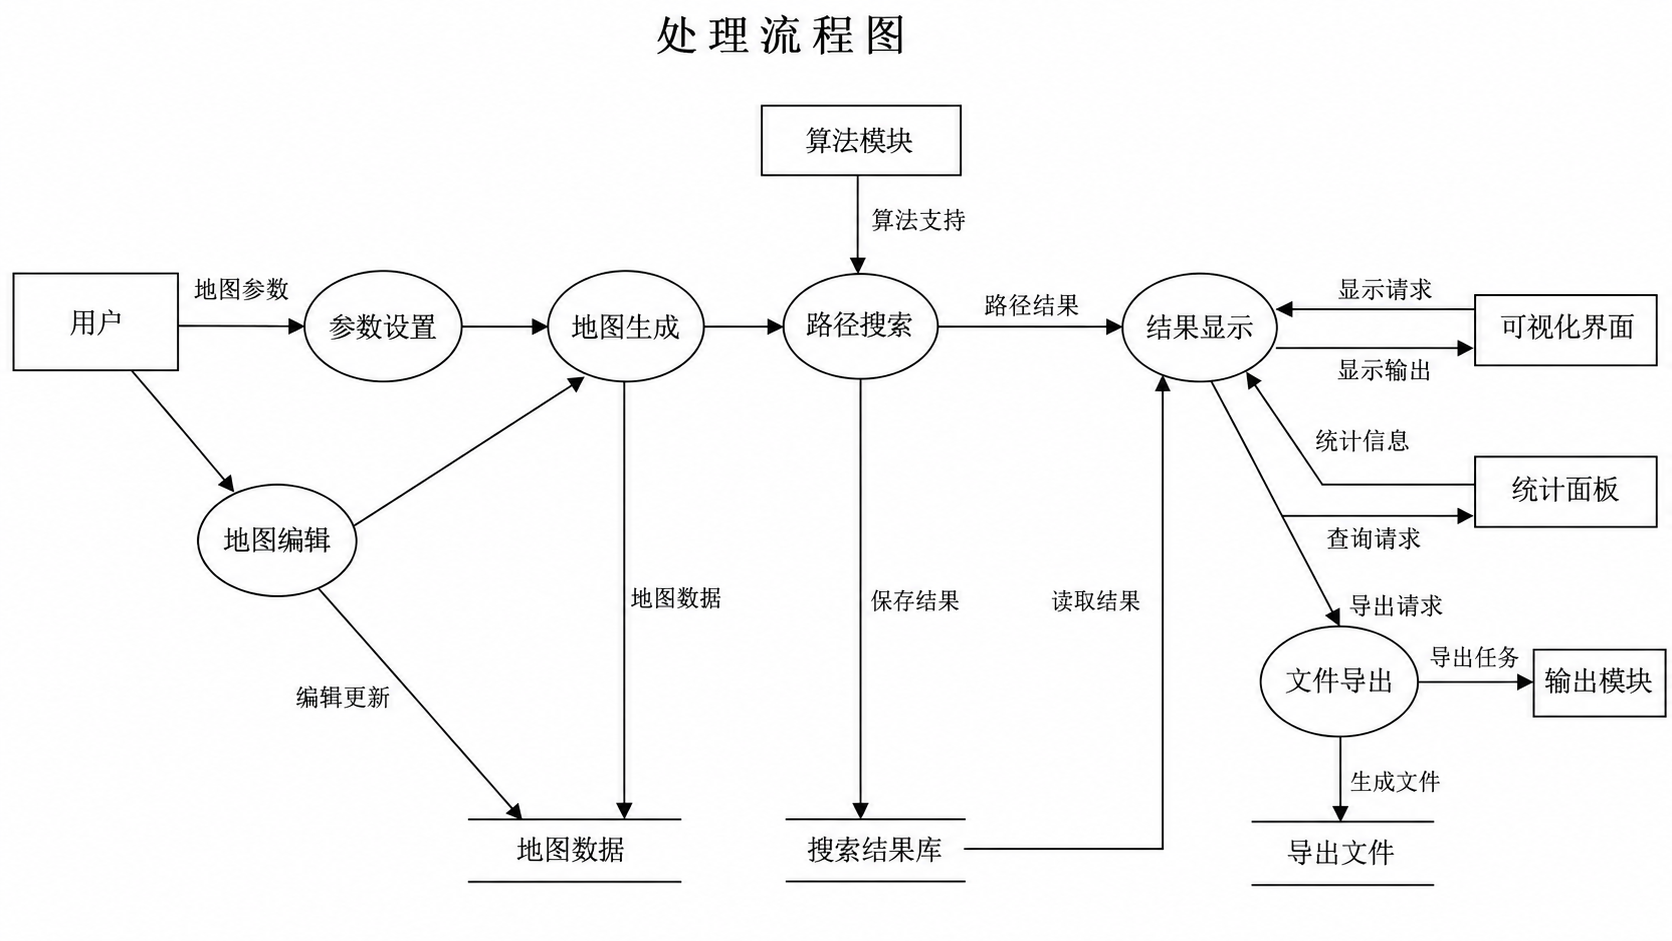 处理流程图
算法模块
算法支持
用户
地图参数
参数设置
地图生成
路径搜索
路径结果
结果显示
显示请求
可视化界面
显示输出
统计信息
统计面板
查询请求
地图编辑
地图数据
保存结果
读取结果
导出请求
编辑更新
文件导出
导出任务
输出模块
生成文件
地图数据
搜索结果库
导出文件